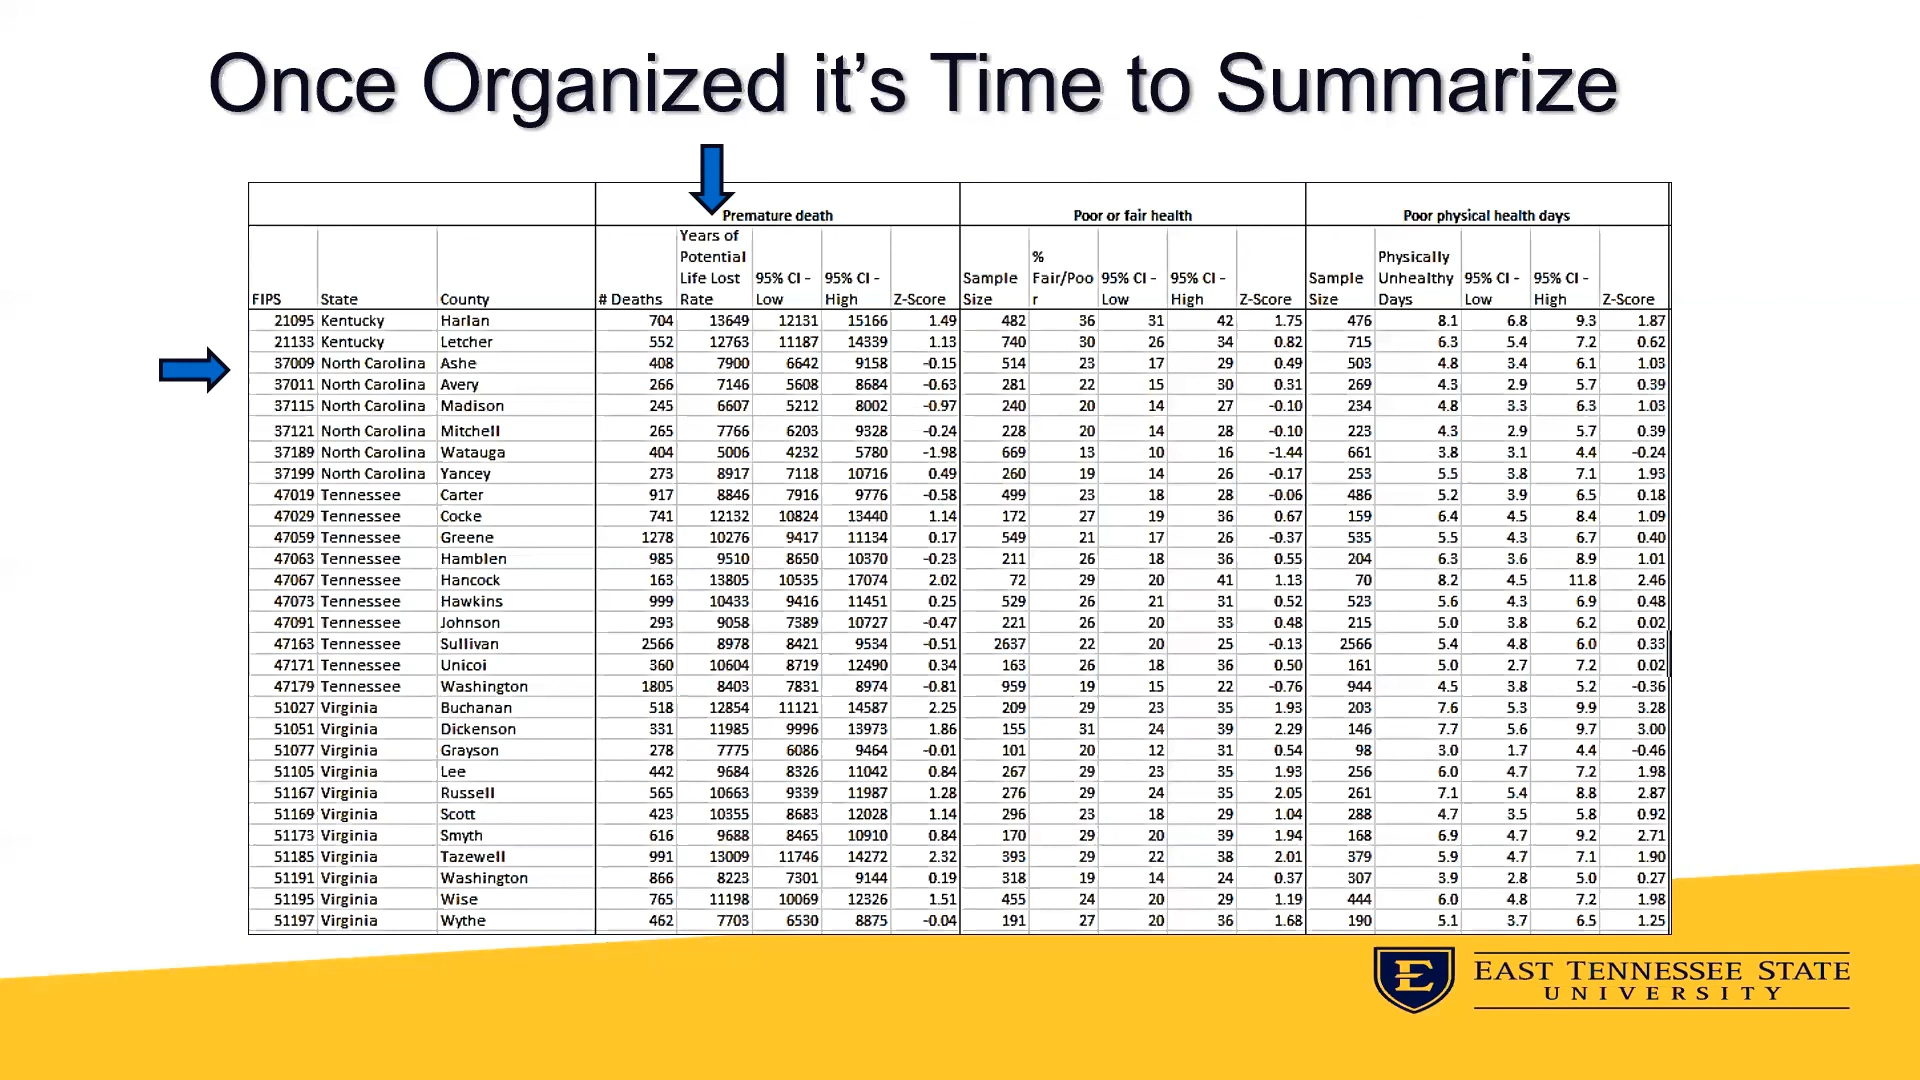 Once Organized it's Time to Summarize
Premature death Poor or fair health Poor physical health days
Years of
Potential % Physically
Life Lost 95% CI - 95% CI - Sample Fair/Poo 95% CI - 95% CI - Sample Unhealthy 95% CI - 95% CI -
FIPS State County # Deaths Rate Low High Z-Score Size r Low High Z-Score Size Days Low High Z-Score
21095 Kentucky Harlan 704 13649 12131 15166 1.49 482 36 31 42 1.75 476 8.1 6.8 9.3 1.87
21133 Kentucky Letcher 552 12763 11187 14339 1.13 740 30 26 34 0.82 715 6.3 5.4 7.2 0.62
37009 North Carolina Ashe 408 7900 6642 9158 -0.15 514 23 17 29 0.49 503 4.8 3.4 6.1 1.03
37011 North Carolina Avery 266 7146 5608 8684 -0.63 281 22 15 30 0.31 269 4.3 2.9 5.7 0.39
37115 North Carolina Madison 245 6607 5212 8002 -0.97 240 20 14 27 -0.10 234 4.8 3.3 6.3 1.03
37121 North Carolina Mitchell 265 7766 6203 9328 -0.24 228 20 14 28 -0.10 223 4.3 2.9 5.7 0.39
37189 North Carolina Watauga 404 5006 4232 5780 -1.98 669 13 10 16 -1.44 661 3.8 3.1 4.4 -0.24
37199 North Carolina Yancey 273 8917 7118 10716 0.49 260 19 14 26 -0.17 253 5.5 3.8 7.1 1.93
47019 Tennessee Carter 917 8846 7916 9776 -0.58 499 23 18 28 -0.06 486 5.2 3.9 6.5 0.18
47029 Tennessee Cocke 741 12132 10824 13440 1.14 172 27 19 36 0.67 159 6.4 4.5 8.4 1.09
47059 Tennessee Greene 1278 10276 9417 11134 0.17 549 21 17 26 -0.37 535 5.5 4.3 6.7 0.40
47063 Tennessee Hamblen 985 9510 8650 10370 -0.23 211 26 18 36 0.55 204 6.3 3.6 8.9 1.01
47067 Tennessee Hancock 163 13805 10535 17074 2.02 72 29 20 41 1.13 70 8.2 4.5 11.8 2.46
47073 Tennessee Hawkins 999 10433 9416 11451 0.25 529 26 21 31 0.52 523 5.6 4.3 6.9 0.48
47091 Tennessee Johnson 293 9058 7389 10727 -0.47 221 26 20 33 0.48 215 5.0 3.8 6.2 0.02
47163 Tennessee Sullivan 2566 8978 8421 9534 -0.51 2637 22 20 25 -0.13 2566 5.4 4.8 6.0 0.33
47171 Tennessee Unicoi 360 10604 8719 12490 0.34 163 26 18 36 0.50 161 5.0 2.7 7.2 0.02
47179 Tennessee Washington 1805 8403 7831 8974 -0.81 959 19 15 22 -0.76 944 4.5 3.8 5.2 -0.36
51027 Virginia Buchanan 518 12854 11121 14587 2.25 209 29 23 35 1.93 203 7.6 5.3 9.9 3.28
51051 Virginia Dickenson 331 11985 9996 13973 1.86 155 31 24 39 2.29 146 7.7 5.6 9.7 3.00
51077 Virginia Grayson 278 7775 6086 9464 -0.01 101 20 12 31 0.54 98 3.0 1.7 4.4 -0.46
51105 Virginia Lee 442 9684 8326 11042 0.84 267 29 23 35 1.93 256 6.0 4.7 7.2 1.98
51167 Virginia Russell 565 10663 9339 11987 1.28 276 29 24 35 2.05 261 7.1 5.4 8.8 2.87
51169 Virginia Scott 423 10355 8683 12028 1.14 296 23 18 29 1.04 288 4.7 3.5 5.8 0.92
51173 Virginia Smyth 616 9688 8465 10910 0.84 170 29 20 39 1.94 168 6.9 4.7 9.2 2.71
51185 Virginia Tazewell 991 13009 11746 14272 2.32 393 29 22 38 2.01 379 5.9 4.7 7.1 1.90
51191 Virginia Washington 866 8223 7301 9144 0.19 318 19 14 24 0.37 307 3.9 2.8 5.0 0.27
51195 Virginia Wise 765 11198 10069 12326 1.51 455 24 20 29 1.19 444 6.0 4.8 7.2 1.98
51197 Virginia Wythe 462 7703 6530 8875 -0.04 191 27 20 36 1.68 190 5.1 3.7 6.5 1.25
E
EAST TENNESSEE STATE
UNIVERSITY